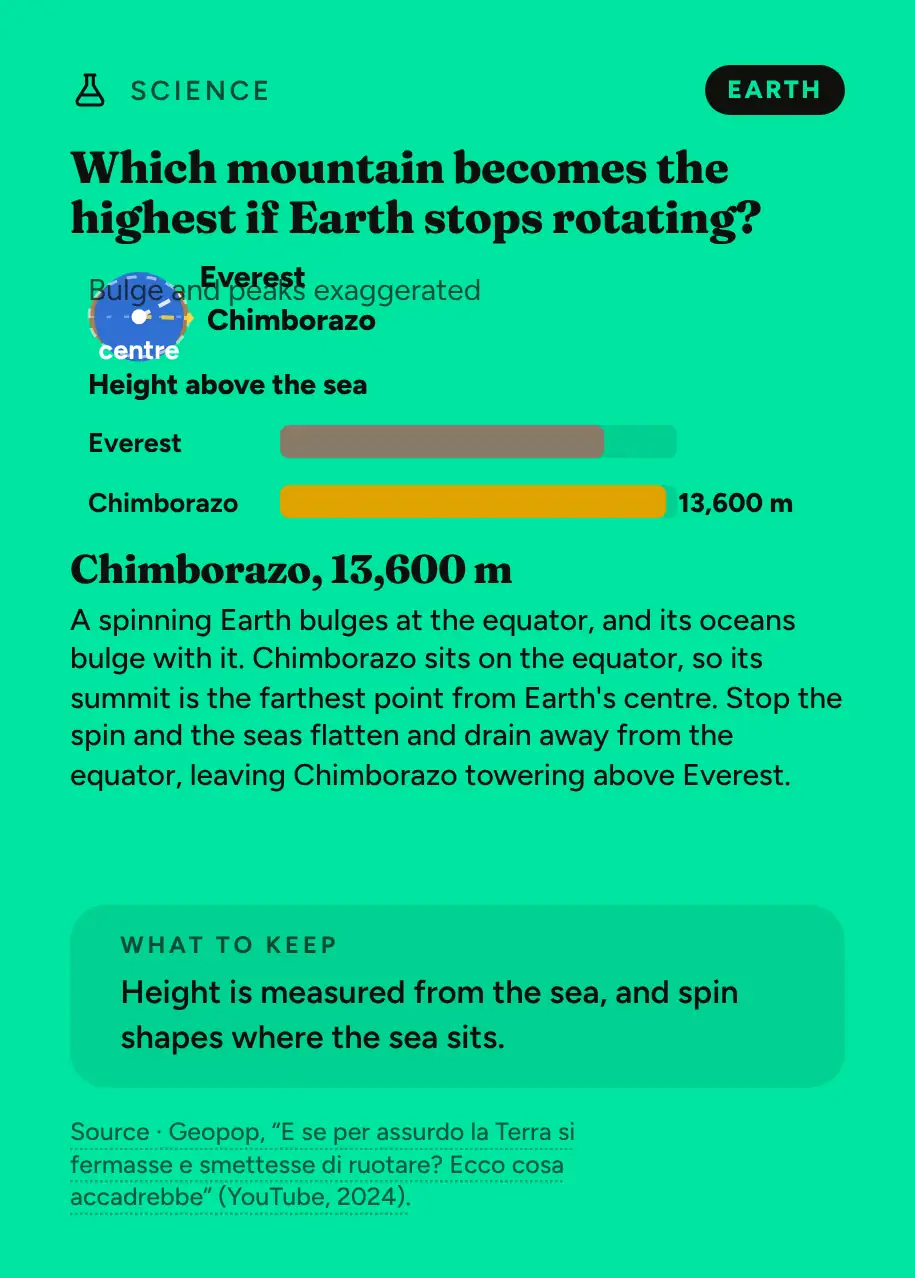 SCIENCE
EARTH
Which mountain becomes the
highest if Earth stops rotating?
Everest
Bulge and peaks exaggerated
Chimborazo
centre
Height above the sea
Everest
Chimborazo
13,600 m
Chimborazo, 13,600 m
A spinning Earth bulges at the equator, and its oceans
bulge with it. Chimborazo sits on the equator, so its
summit is the farthest point from Earth's centre. Stop the
spin and the seas flatten and drain away from the
equator, leaving Chimborazo towering above Everest.
WHAT TO KEEP
Height is measured from the sea, and spin
shapes where the sea sits.
Source · Geopop, “E se per assurdo la Terra si
fermasse e smettesse di ruotare? Ecco cosa
accadrebbe” (YouTube, 2024).